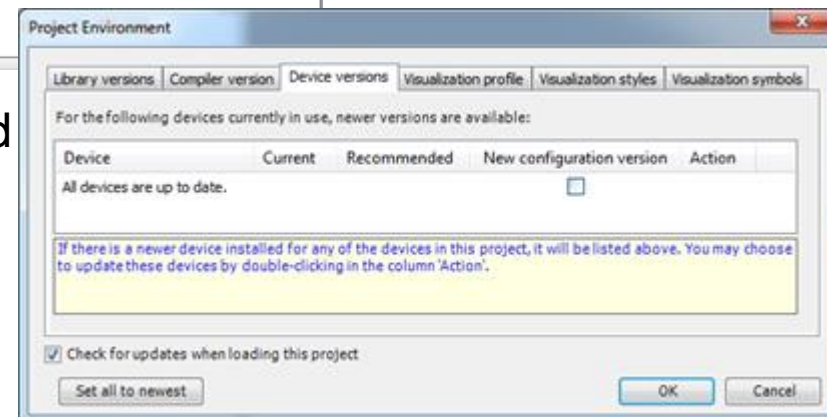 Project Environment
Library versions Compiler version Device versions Visualization profile Visualization styles Visualization symbols
d
For the following devices currently in use, newer versions are available:
Device Current Recommended New configuration version Action
All devices are up to date.
If there is a newer device installed for any of the devices in this project, it will be listed above. You may choose
to update these devices by double-clicking in the column 'Action'.
Check for updates when loading this project
Set all to newest OK Cancel